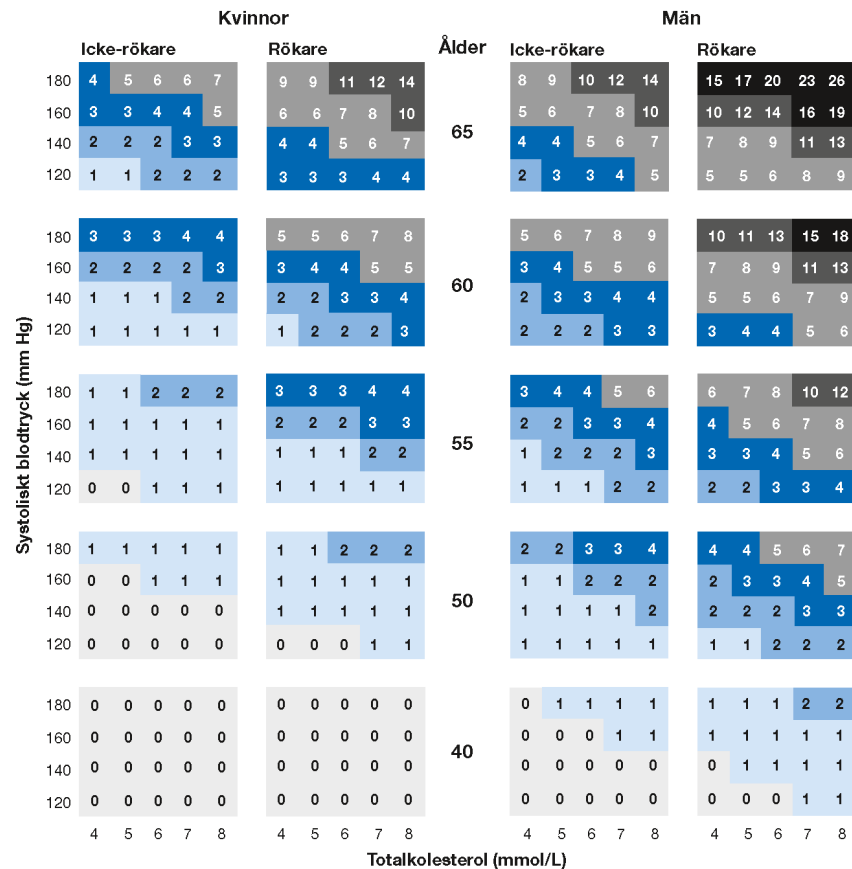 Kvinnor Män
Icke-rökare Rökare Ålder Icke-rökare Rökare
180 4 5 6 6 7 9 9 11 12 14 8 9 10 12 14 15 17 20 23 26
160 3 3 4 4 5 6 6 7 8 10 5 6 7 8 10 10 12 14 16 19
65
140 2 2 2 3 3 4 4 5 6 7 4 4 5 6 7 7 8 9 11 13
120 1 1 2 2 2 3 3 3 4 4 2 3 3 4 5 5 5 6 8 9
180 3 3 3 4 4 5 5 6 7 8 5 6 7 8 9 10 11 13 15 18
160 2 2 2 2 3 3 4 4 5 5 3 4 5 5 6 7 8 9 11 13
60
140 1 1 1 2 2 2 2 3 3 4 2 3 3 4 4 5 5 6 7 9
120 1 1 1 1 1 1 2 2 2 3 2 2 2 3 3 3 4 4 5 6
180 1 1 2 2 2 3 3 3 4 4 3 4 4 5 6 6 7 8 10 12
160 1 1 1 1 1 2 2 2 3 3 2 2 3 3 4 4 5 6 7 8
55
140 1 1 1 1 1 1 1 1 2 2 1 2 2 2 3 3 3 4 5 6
120 0 0 1 1 1 1 1 1 1 1 1 1 1 2 2 2 2 3 3 4
180 1 1 1 1 1 1 1 2 2 2 2 2 3 3 4 4 4 5 6 7
160 0 0 1 1 1 1 1 1 1 1 1 1 2 2 2 2 3 3 4 5
50
140 0 0 0 0 0 1 1 1 1 1 1 1 1 1 2 2 2 2 3 3
120 0 0 0 0 0 0 0 0 1 1 1 1 1 1 1 1 1 2 2 2
180 0 0 0 0 0 0 0 0 0 0 0 1 1 1 1 1 1 1 2 2
160 0 0 0 0 0 0 0 0 0 0 0 0 0 1 1 1 1 1 1 1
40
140 0 0 0 0 0 0 0 0 0 0 0 0 0 0 0 0 1 1 1 1
120 0 0 0 0 0 0 0 0 0 0 0 0 0 0 0 0 0 0 1 1
4 5 6 7 8 4 5 6 7 8 4 5 6 7 8 4 5 6 7 8
Totalkolesterol (mmol/L)
Systoliskt blodtryck (mm Hg)